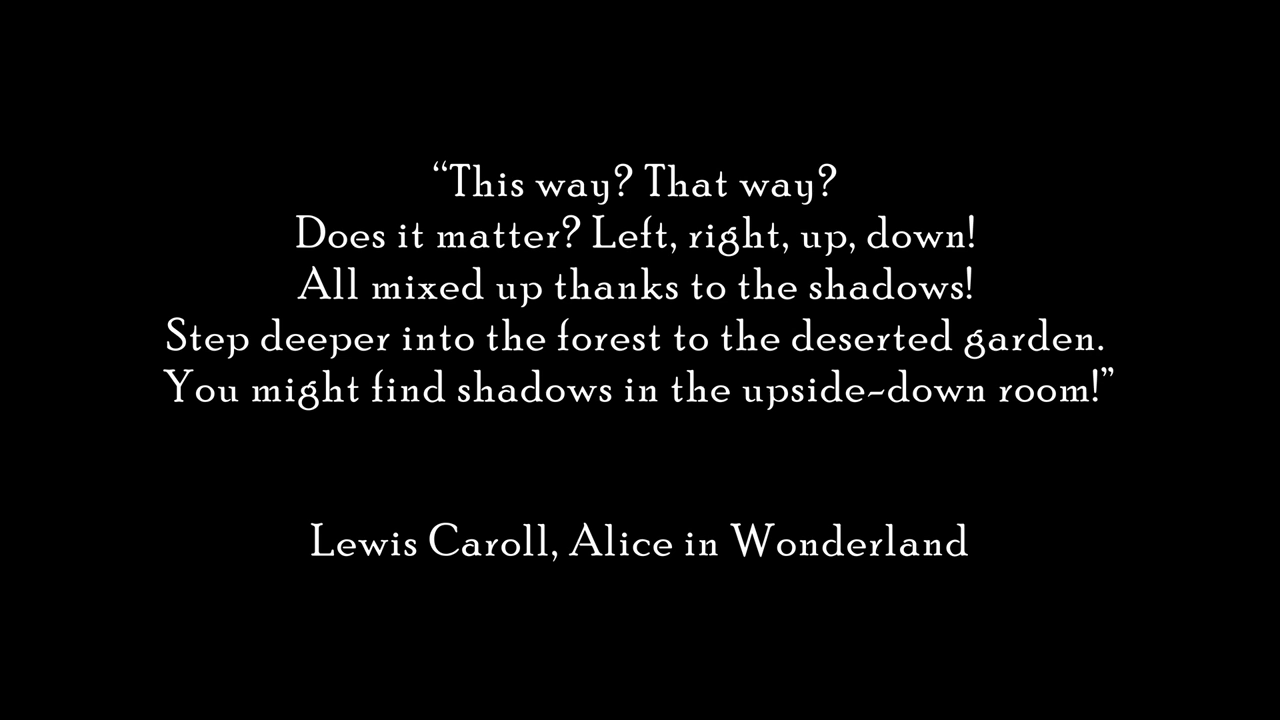 “This way? That way?
Does it matter? Left, right, up, down!
All mixed up thanks to the shadows!
Step deeper into the forest to the deserted garden.
You might find shadows in the upside-down room!”
Lewis Caroll, Alice in Wonderland